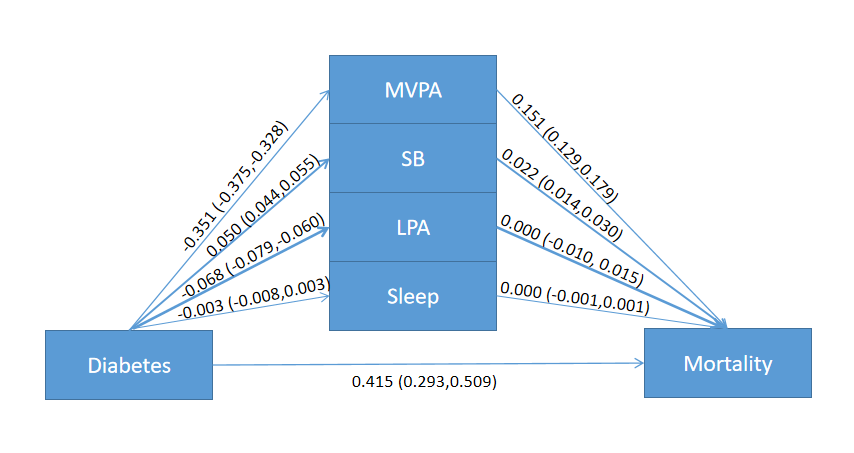 MVPA
SB
LPA
Sleep
-0.351 (-0.375,-0.328)
0.050 (0.044,0.055)
-0.068 (-0.079,-0.060)
-0.003 (-0.008,0.003)
0.151 (0.129,0.179)
0.022 (0.014,0.030)
0.000 (-0.010, 0.015)
0.000 (-0.001,0.001)
Diabetes
Mortality
0.415 (0.293,0.509)